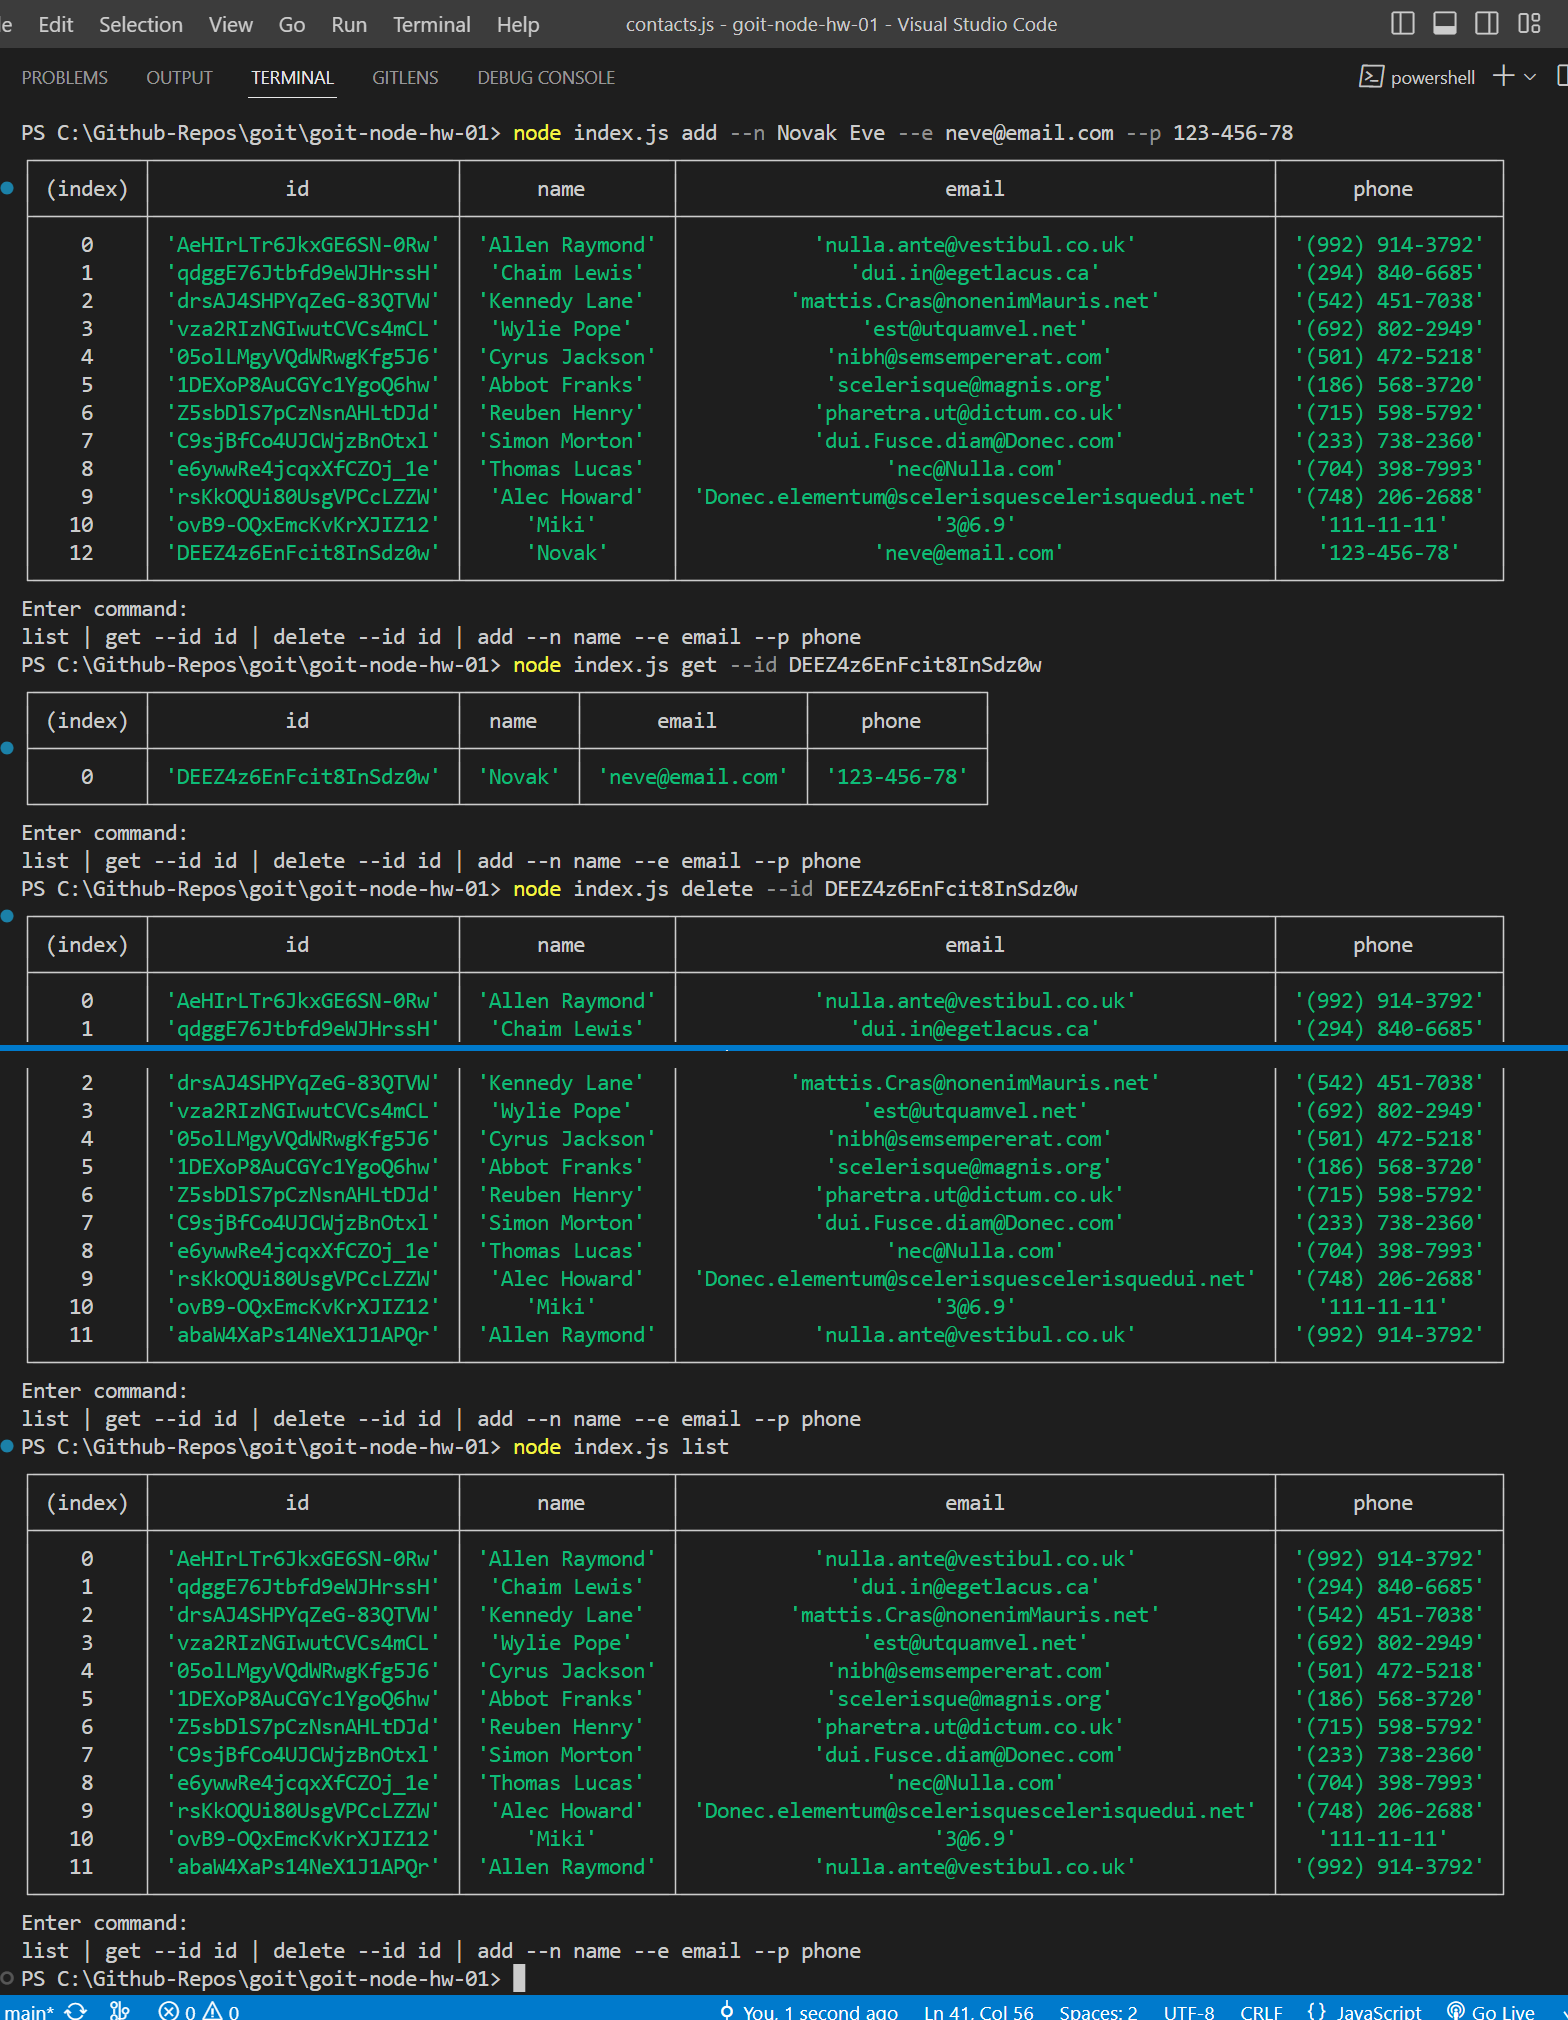 e Edit Selection View Go Run Terminal Help contacts.js - goit-node-hw-01 - Visual Studio Code
PROBLEMS OUTPUT TERMINAL GITLENS DEBUG CONSOLE powershell
PS C:\Github-Repos\goit\goit-node-hw-01> node index.js add --n Novak Eve --e neve@email.com --p 123-456-78
(index) id name email phone
0 'AeHIrLTr6JkxGE6SN-0Rw' 'Allen Raymond' 'nulla.ante@vestibul.co.uk' '(992) 914-3792'
1 'qdggE76Jtbfd9eWJHrssH' 'Chaim Lewis' 'dui.in@egetlacus.ca' '(294) 840-6685'
2 'drsAJ4SHPYqZeG-83QTVW' 'Kennedy Lane' 'mattis.Cras@nonenimMauris.net' '(542) 451-7038'
3 'vza2RIzNGIwutCVCs4mCL' 'Wylie Pope' 'est@utquamvel.net' '(692) 802-2949'
4 '05olLMgyVQdWRwgKfg5J6' 'Cyrus Jackson' 'nibh@semsempererat.com' '(501) 472-5218'
5 '1DEXoP8AuCGYc1YgoQ6hw' 'Abbot Franks' 'scelerisque@magnis.org' '(186) 568-3720'
6 'Z5sbDlS7pCzNsnAHLtDJd' 'Reuben Henry' 'pharetra.ut@dictum.co.uk' '(715) 598-5792'
7 'C9sjBfCo4UJCWjzBnOtxl' 'Simon Morton' 'dui.Fusce.diam@Donec.com' '(233) 738-2360'
8 'e6ywwRe4jcqxXfCZOj_1e' 'Thomas Lucas' 'nec@Nulla.com' '(704) 398-7993'
9 'rsKkOQUi80UsgVPCcLZZW' 'Alec Howard' 'Donec.elementum@scelerisquescelerisquedui.net' '(748) 206-2688'
10 'ovB9-OQxEmcKvKrXJIZ12' 'Miki' '3@6.9' '111-11-11'
12 'DEEZ4z6EnFcit8InSdz0w' 'Novak' 'neve@email.com' '123-456-78'
Enter command:
list | get --id id | delete --id id | add --n name --e email --p phone
PS C:\Github-Repos\goit\goit-node-hw-01> node index.js get --id DEEZ4z6EnFcit8InSdz0w
(index) id name email phone
0 'DEEZ4z6EnFcit8InSdz0w' 'Novak' 'neve@email.com' '123-456-78'
Enter command:
list | get --id id | delete --id id | add --n name --e email --p phone
PS C:\Github-Repos\goit\goit-node-hw-01> node index.js delete --id DEEZ4z6EnFcit8InSdz0w
(index) id name email phone
0 'AeHIrLTr6JkxGE6SN-0Rw' 'Allen Raymond' 'nulla.ante@vestibul.co.uk' '(992) 914-3792'
1 'qdggE76Jtbfd9eWJHrssH' 'Chaim Lewis' 'dui.in@egetlacus.ca' '(294) 840-6685'
2 'drsAJ4SHPYqZeG-83QTVW' 'Kennedy Lane' 'mattis.Cras@nonenimMauris.net' '(542) 451-7038'
3 'vza2RIzNGIwutCVCs4mCL' 'Wylie Pope' 'est@utquamvel.net' '(692) 802-2949'
4 '05olLMgyVQdWRwgKfg5J6' 'Cyrus Jackson' 'nibh@semsempererat.com' '(501) 472-5218'
5 '1DEXoP8AuCGYc1YgoQ6hw' 'Abbot Franks' 'scelerisque@magnis.org' '(186) 568-3720'
6 'Z5sbDlS7pCzNsnAHLtDJd' 'Reuben Henry' 'pharetra.ut@dictum.co.uk' '(715) 598-5792'
7 'C9sjBfCo4UJCWjzBnOtxl' 'Simon Morton' 'dui.Fusce.diam@Donec.com' '(233) 738-2360'
8 'e6ywwRe4jcqxXfCZOj_1e' 'Thomas Lucas' 'nec@Nulla.com' '(704) 398-7993'
9 'rsKkOQUi80UsgVPCcLZZW' 'Alec Howard' 'Donec.elementum@scelerisquescelerisquedui.net' '(748) 206-2688'
10 'ovB9-OQxEmcKvKrXJIZ12' 'Miki' '3@6.9' '111-11-11'
11 'abaW4XaPs14NeX1J1APQr' 'Allen Raymond' 'nulla.ante@vestibul.co.uk' '(992) 914-3792'
Enter command:
list | get --id id | delete --id id | add --n name --e email --p phone
PS C:\Github-Repos\goit\goit-node-hw-01> node index.js list
(index) id name email phone
0 'AeHIrLTr6JkxGE6SN-0Rw' 'Allen Raymond' 'nulla.ante@vestibul.co.uk' '(992) 914-3792'
1 'qdggE76Jtbfd9eWJHrssH' 'Chaim Lewis' 'dui.in@egetlacus.ca' '(294) 840-6685'
2 'drsAJ4SHPYqZeG-83QTVW' 'Kennedy Lane' 'mattis.Cras@nonenimMauris.net' '(542) 451-7038'
3 'vza2RIzNGIwutCVCs4mCL' 'Wylie Pope' 'est@utquamvel.net' '(692) 802-2949'
4 '05olLMgyVQdWRwgKfg5J6' 'Cyrus Jackson' 'nibh@semsempererat.com' '(501) 472-5218'
5 '1DEXoP8AuCGYc1YgoQ6hw' 'Abbot Franks' 'scelerisque@magnis.org' '(186) 568-3720'
6 'Z5sbDlS7pCzNsnAHLtDJd' 'Reuben Henry' 'pharetra.ut@dictum.co.uk' '(715) 598-5792'
7 'C9sjBfCo4UJCWjzBnOtxl' 'Simon Morton' 'dui.Fusce.diam@Donec.com' '(233) 738-2360'
8 'e6ywwRe4jcqxXfCZOj_1e' 'Thomas Lucas' 'nec@Nulla.com' '(704) 398-7993'
9 'rsKkOQUi80UsgVPCcLZZW' 'Alec Howard' 'Donec.elementum@scelerisquescelerisquedui.net' '(748) 206-2688'
10 'ovB9-OQxEmcKvKrXJIZ12' 'Miki' '3@6.9' '111-11-11'
11 'abaW4XaPs14NeX1J1APQr' 'Allen Raymond' 'nulla.ante@vestibul.co.uk' '(992) 914-3792'
Enter command:
list | get --id id | delete --id id | add --n name --e email --p phone
PS C:\Github-Repos\goit\goit-node-hw-01>
main* 0 0 You, 1 second ago Ln 41, Col 56 Spaces: 2 UTF-8 CRLF {} JavaScript Go Live